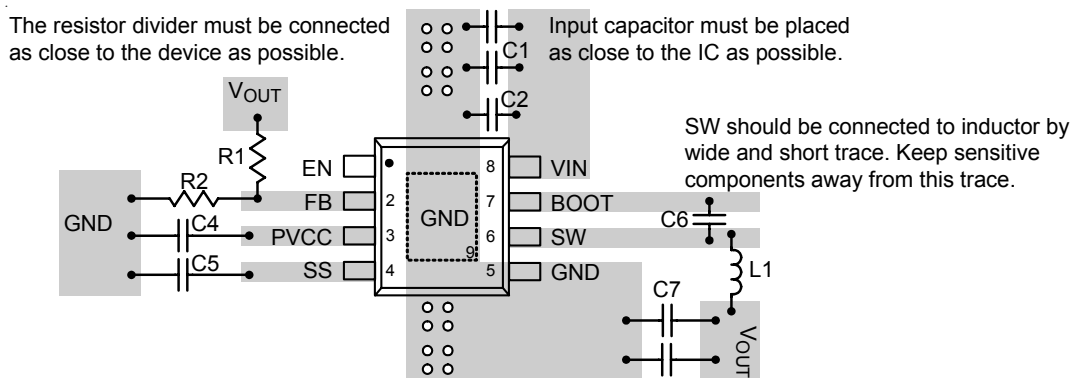 The resistor divider must be connected
as close to the device as possible.
Input capacitor must be placed
as close to the IC as possible.
C1
C2
VOUT
R1
R2
GND
C4
C5
EN
FB
PVCC
SS
2
3
4
GND
9
8
7
6
5
VIN
BOOT
SW
GND
SW should be connected to inductor by
wide and short trace. Keep sensitive
components away from this trace.
C6
L1
C7
VOUT